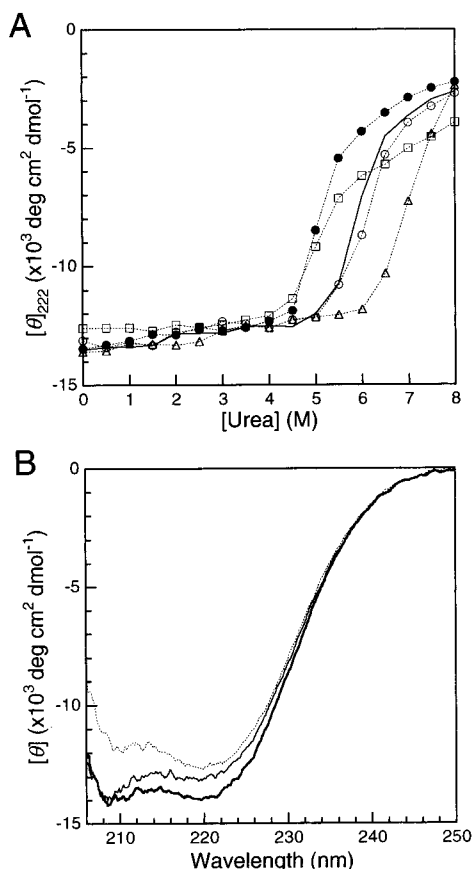 A
0
-5
-10
-15
[θ]222 (x10³ deg cm² dmol⁻¹)
0 1 2 3 4 5 6 7 8
[Urea] (M)
B
0
-5
-10
-15
[θ] (x10³ deg cm² dmol⁻¹)
210 220 230 240 250
Wavelength (nm)